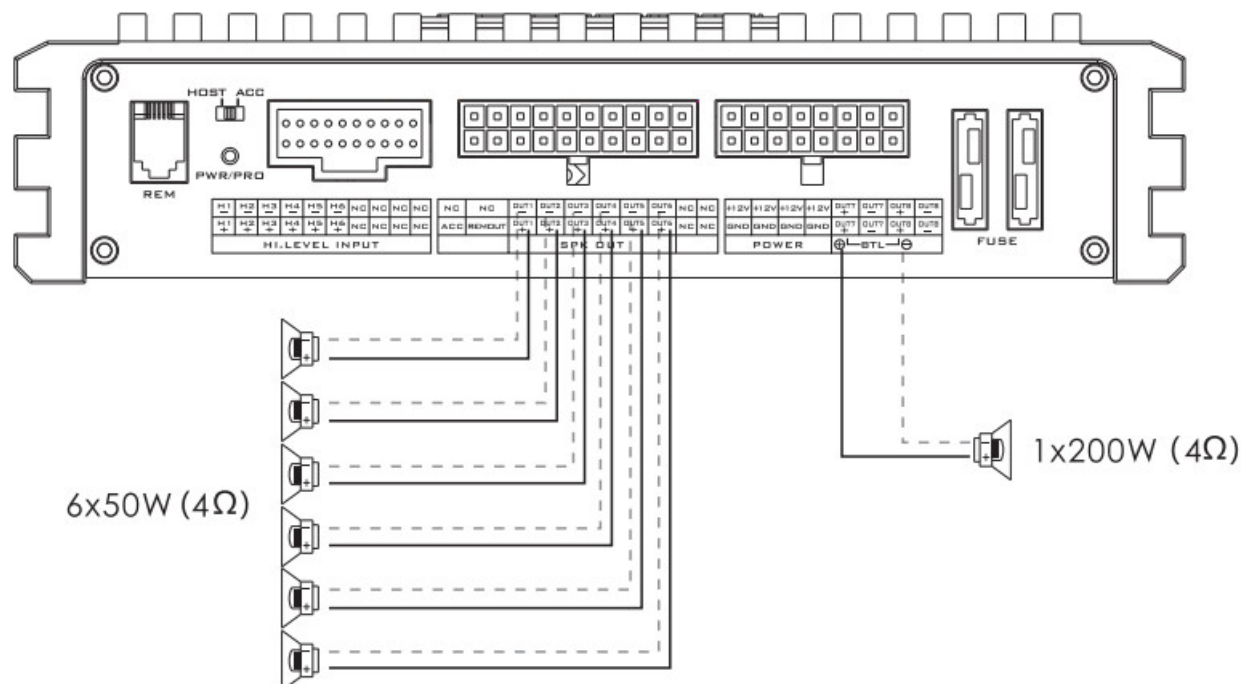 HOST ACC
PWR/PRO
REM
H1 H2 H3 H4 H5 H6 NC NC NC NC
− − − − − −
H1 H2 H3 H4 H5 H6 NC NC NC NC
+ + + + + +
HI.LEVEL INPUT
NC NC OUT1 OUT2 OUT3 OUT4 OUT5 OUT6 NC NC
− − − − − −
ACC REMOUT OUT1 OUT2 OUT3 OUT4 OUT5 OUT6 NC NC
+ + + + + +
SPK OUT
+12V +12V +12V +12V OUT7 OUT7 OUT8 OUT8
GND GND GND GND OUT7 OUT7 OUT8 OUT8
POWER ⊕ BTL ⊖
FUSE
6x50W (4Ω)
1x200W (4Ω)